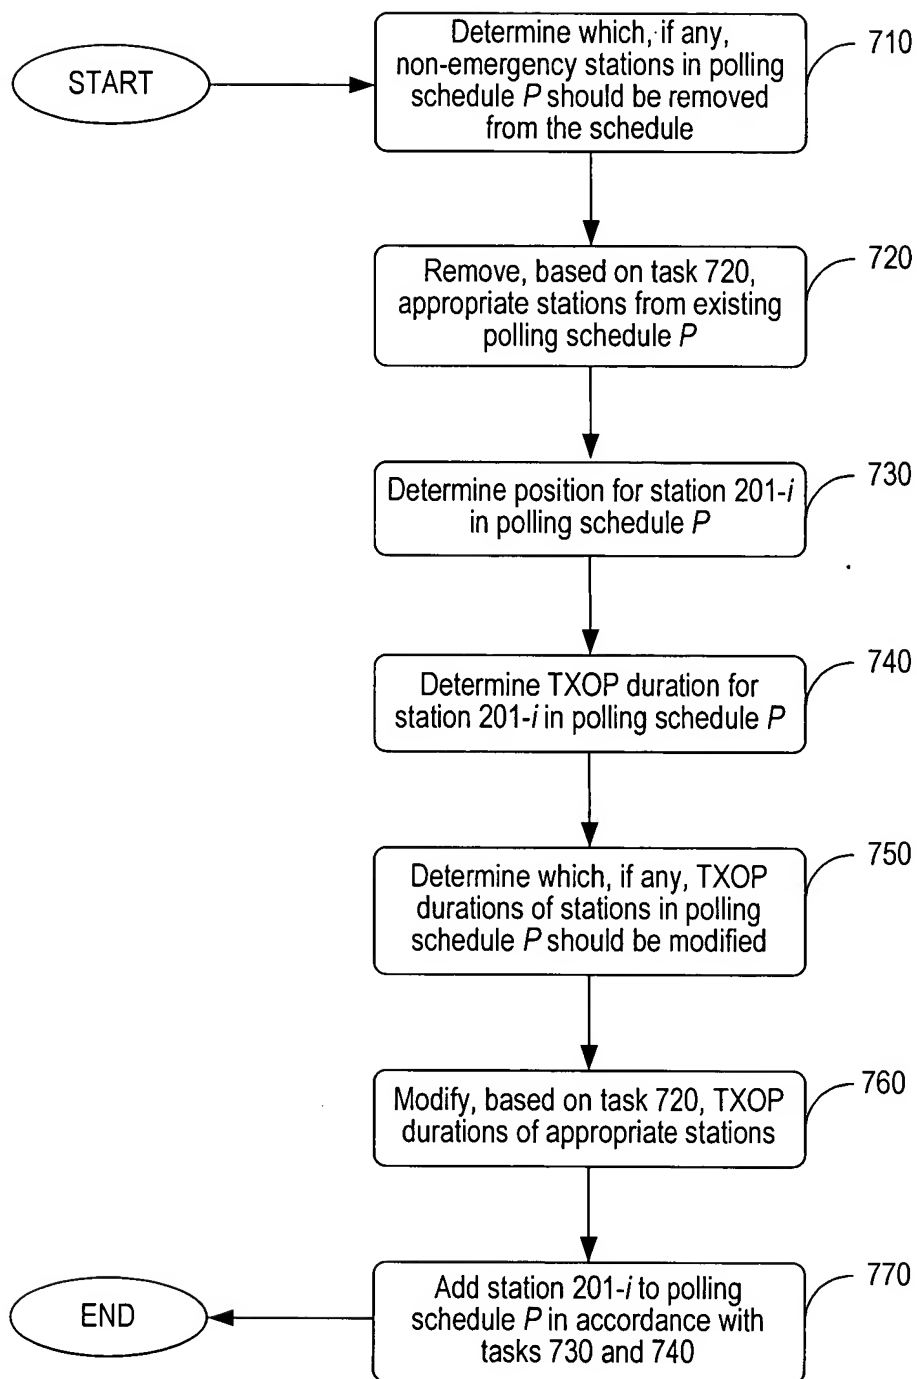 START
Determine which, if any,
non-emergency stations in polling
schedule P should be removed
from the schedule
710
Remove, based on task 720,
appropriate stations from existing
polling schedule P
720
Determine position for station 201-i
in polling schedule P
730
Determine TXOP duration for
station 201-i in polling schedule P
740
Determine which, if any, TXOP
durations of stations in polling
schedule P should be modified
750
Modify, based on task 720, TXOP
durations of appropriate stations
760
Add station 201-i to polling
schedule P in accordance with
tasks 730 and 740
770
END